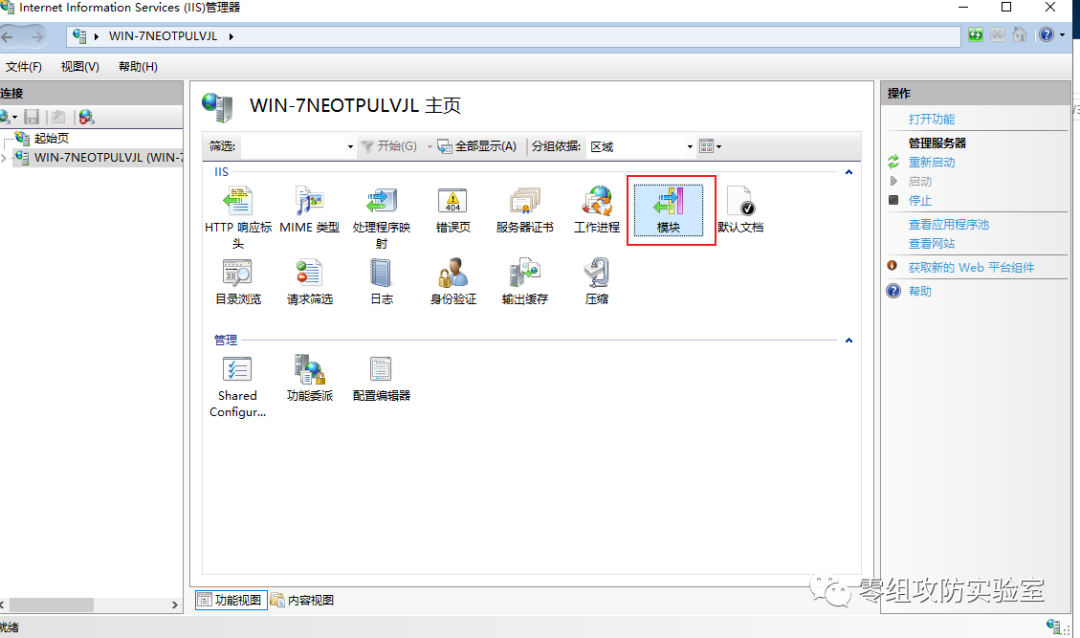 Internet Information Services (IIS)管理器
WIN-7NEOTPULVJL
文件(F) 视图(V) 帮助(H)
连接
起始页
WIN-7NEOTPULVJL (WIN-7
WIN-7NEOTPULVJL 主页
筛选: 开始(G) 全部显示(A) 分组依据: 区域
IIS
HTTP 响应标头
MIME 类型
处理程序映射
错误页
404
服务器证书
工作进程
模块
默认文档
目录浏览
请求筛选
日志
身份验证
输出缓存
压缩
管理
Shared Configur...
功能委派
配置编辑器
功能视图 内容视图
操作
打开功能
管理服务器
重新启动
启动
停止
查看应用程序池
查看网站
获取新的 Web 平台组件
帮助
零组攻防实验室
就绪